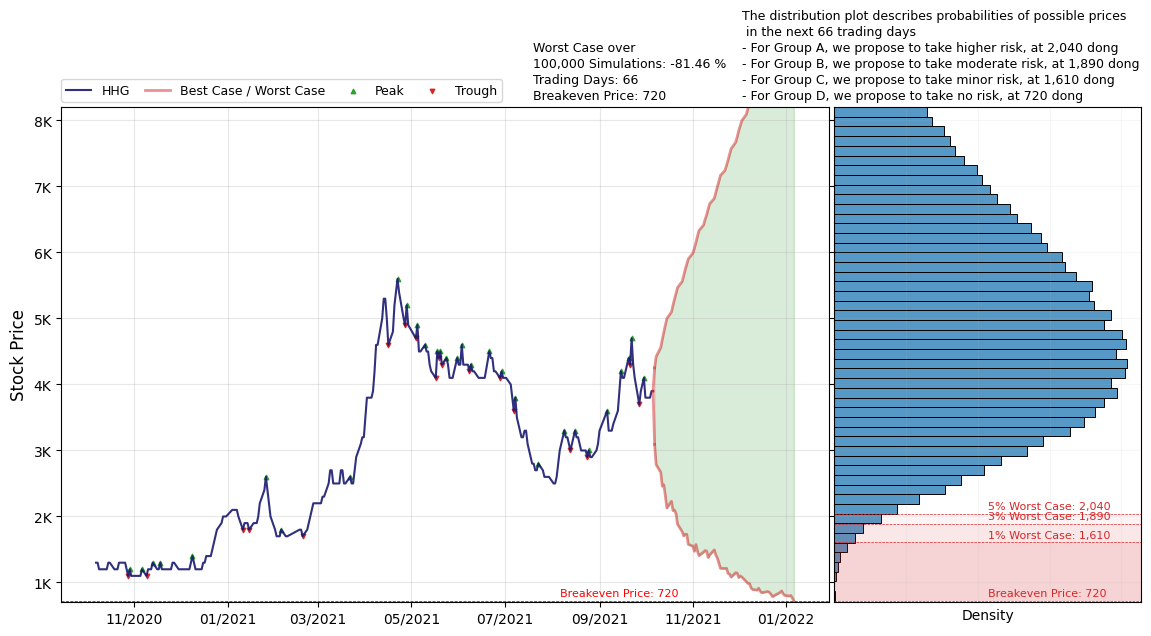 The distribution plot describes probabilities of possible prices
in the next 66 trading days
- For Group A, we propose to take higher risk, at 2,040 dong
- For Group B, we propose to take moderate risk, at 1,890 dong
- For Group C, we propose to take minor risk, at 1,610 dong
- For Group D, we propose to take no risk, at 720 dong
Worst Case over
100,000 Simulations: -81.46 %
Trading Days: 66
Breakeven Price: 720
HHG
Best Case / Worst Case
Peak
Trough
Stock Price
8K
7K
6K
5K
4K
3K
2K
1K
11/2020
01/2021
03/2021
05/2021
07/2021
09/2021
11/2021
01/2022
Breakeven Price: 720
5% Worst Case: 2,040
3% Worst Case: 1,890
1% Worst Case: 1,610
Breakeven Price: 720
Density